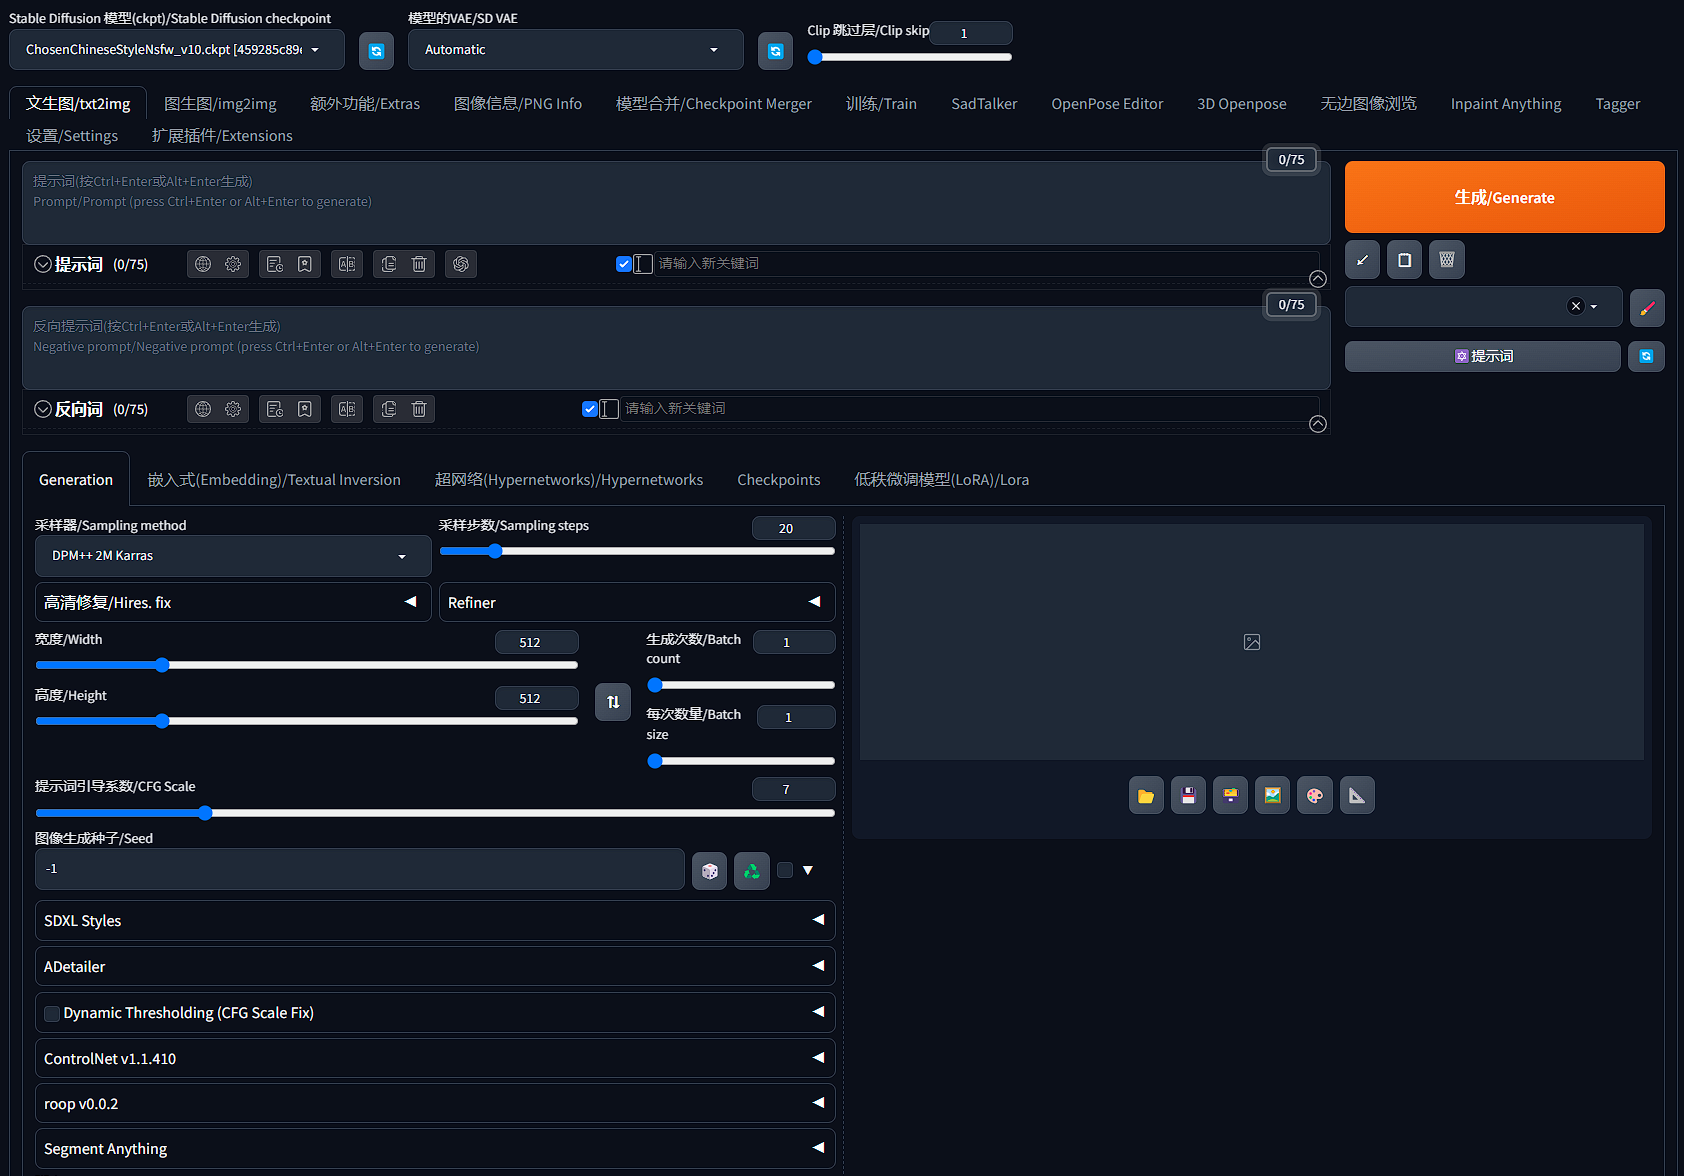 Stable Diffusion 模型(ckpt)/Stable Diffusion checkpoint
ChosenChineseStyleNsfw_v10.ckpt [459285c89
模型的VAE/SD VAE
Automatic
Clip 跳过层/Clip skip
1
文生图/txt2img
图生图/img2img
额外功能/Extras
图像信息/PNG Info
模型合并/Checkpoint Merger
训练/Train
SadTalker
OpenPose Editor
3D Openpose
无边图像浏览
Inpaint Anything
Tagger
设置/Settings
扩展插件/Extensions
0/75
提示词(按Ctrl+Enter或Alt+Enter生成)
Prompt/Prompt (press Ctrl+Enter or Alt+Enter to generate)
生成/Generate
提示词 (0/75)
请输入新关键词
0/75
反向提示词(按Ctrl+Enter或Alt+Enter生成)
Negative prompt/Negative prompt (press Ctrl+Enter or Alt+Enter to generate)
提示词
反向词 (0/75)
请输入新关键词
Generation
嵌入式(Embedding)/Textual Inversion
超网络(Hypernetworks)/Hypernetworks
Checkpoints
低秩微调模型(LoRA)/Lora
采样器/Sampling method
DPM++ 2M Karras
采样步数/Sampling steps
20
高清修复/Hires. fix
Refiner
宽度/Width
512
生成次数/Batch count
1
高度/Height
512
每次数量/Batch size
1
提示词引导系数/CFG Scale
7
图像生成种子/Seed
-1
SDXL Styles
ADetailer
Dynamic Thresholding (CFG Scale Fix)
ControlNet v1.1.410
roop v0.0.2
Segment Anything